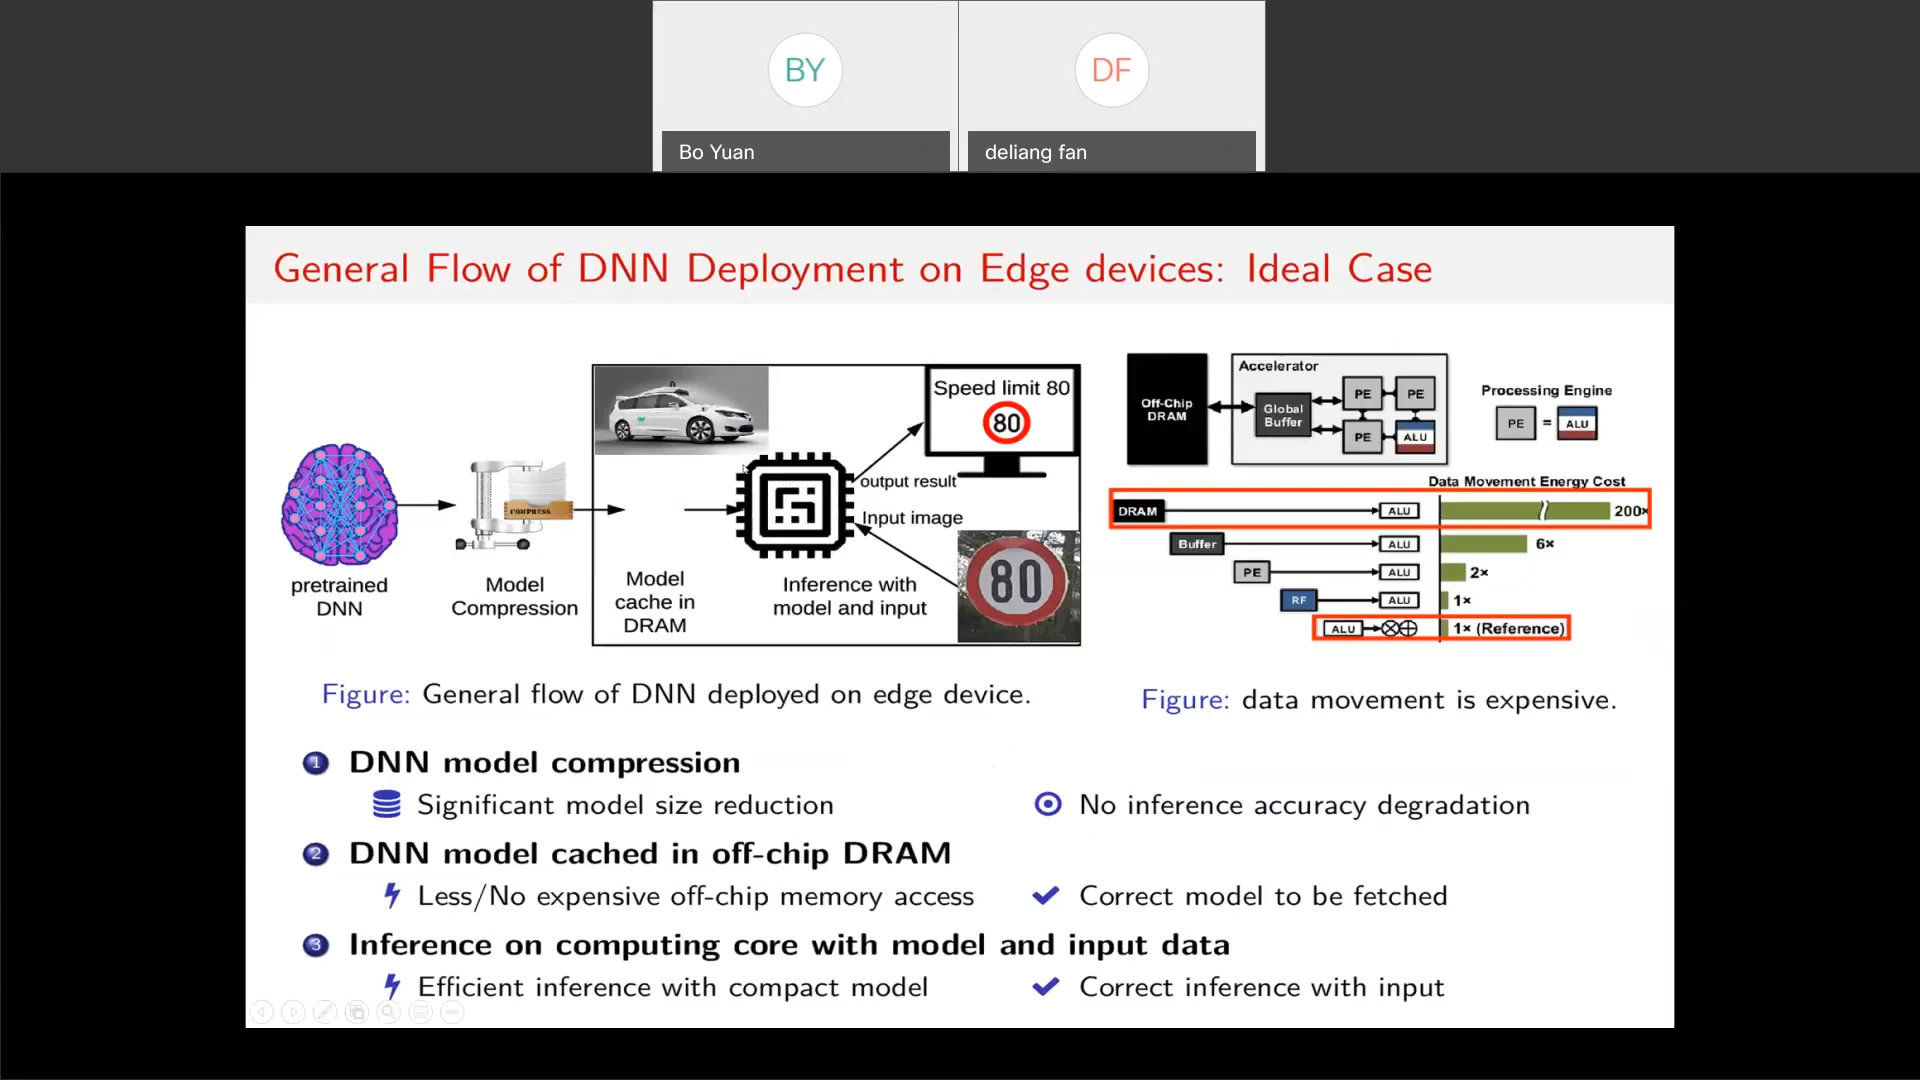 BY
DF
Bo Yuan
deliang fan
General Flow of DNN Deployment on Edge devices: Ideal Case
pretrained
DNN
COMPRESS
Model
Compression
Model
cache in
DRAM
Inference with
model and input
Speed limit 80
80
output result
Input image
80
Figure: General flow of DNN deployed on edge device.
Off-Chip
DRAM
Accelerator
Global
Buffer
PE
PE
PE
ALU
Processing Engine
PE = ALU
Data Movement Energy Cost
DRAM ALU 200×
Buffer ALU 6×
PE ALU 2×
RF ALU 1×
ALU 1× (Reference)
Figure: data movement is expensive.
1 DNN model compression
Significant model size reduction
No inference accuracy degradation
2 DNN model cached in off-chip DRAM
Less/No expensive off-chip memory access
Correct model to be fetched
3 Inference on computing core with model and input data
Efficient inference with compact model
Correct inference with input